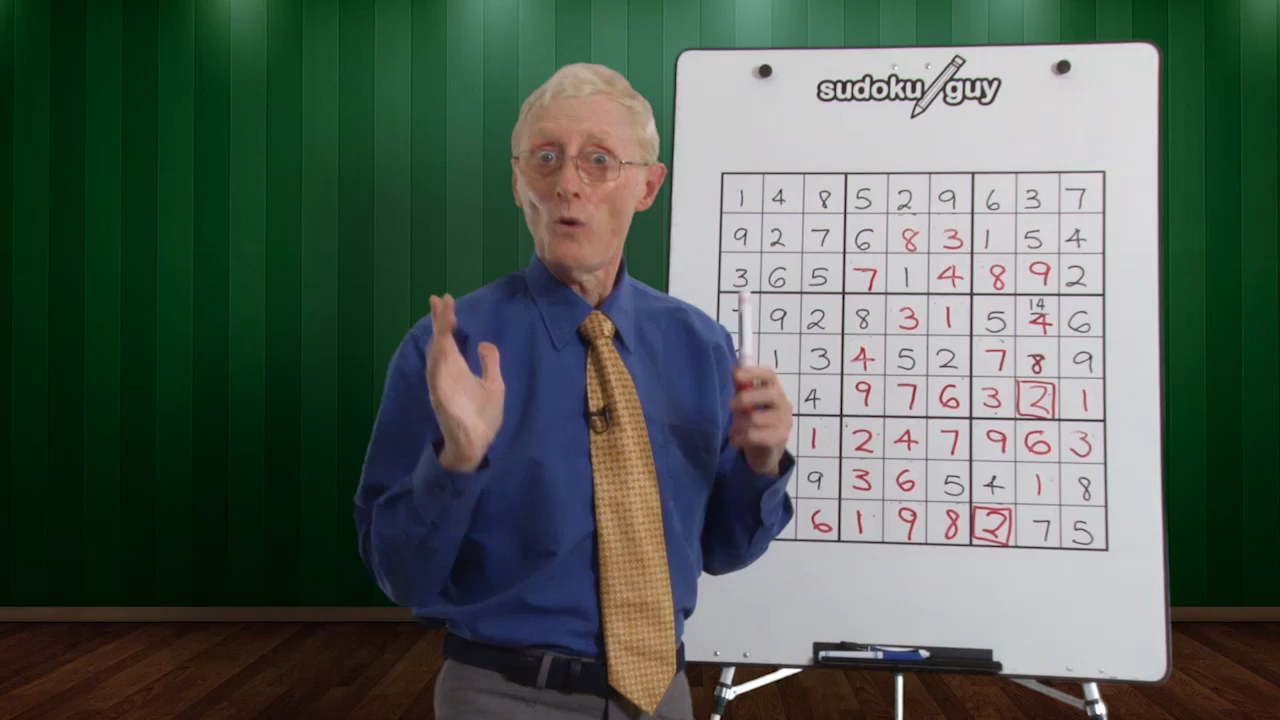 sudoku guy
1 4 8 5 2 9 6 3 7
9 2 7 6 8 3 1 5 4
3 6 5 7 1 4 8 9 2
14
9 2 8 3 1 5 4 6
1 3 4 5 2 7 8 9
4 9 7 6 3 2 1
1 2 4 7 9 6 3
9 3 6 5 4 1 8
6 1 9 8 2 7 5